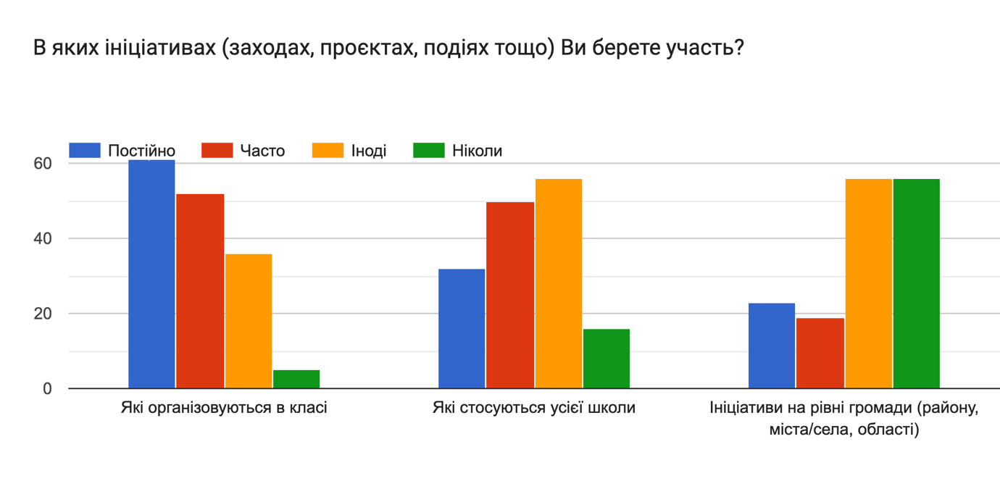 В яких ініціативах (заходах, проєктах, подіях тощо) Ви берете участь?
Постійно Часто Іноді Ніколи
60
40
20
0
Які організовуються в класі Які стосуються усієї школи Ініціативи на рівні громади (району,
міста/села, області)